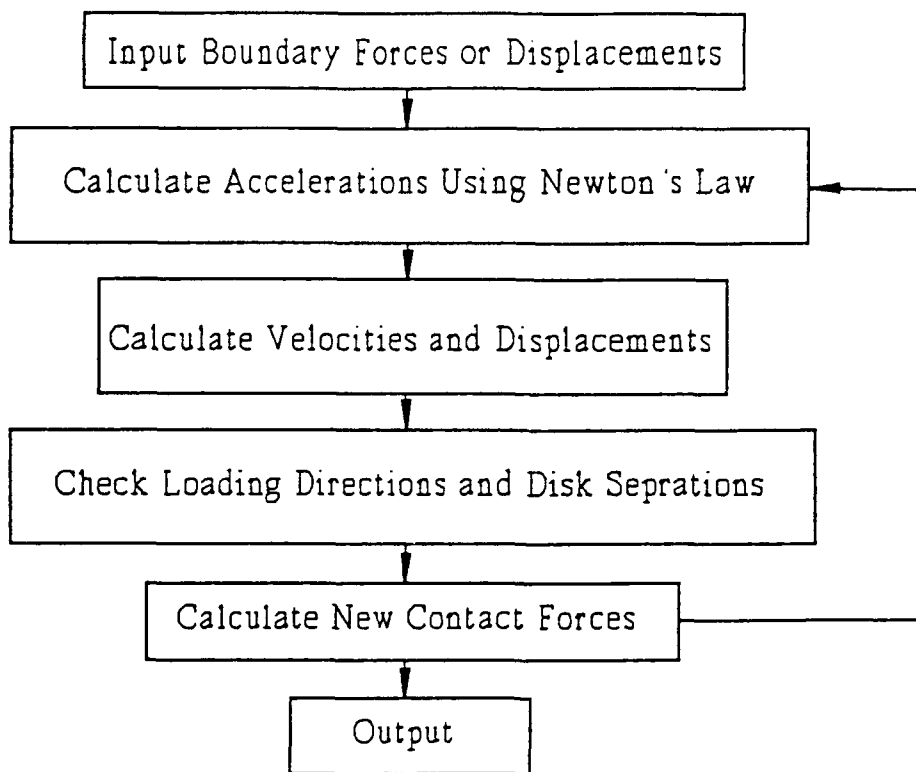 Input Boundary Forces or Displacements
Calculate Accelerations Using Newton's Law
Calculate Velocities and Displacements
Check Loading Directions and Disk Seprations
Calculate New Contact Forces
Output